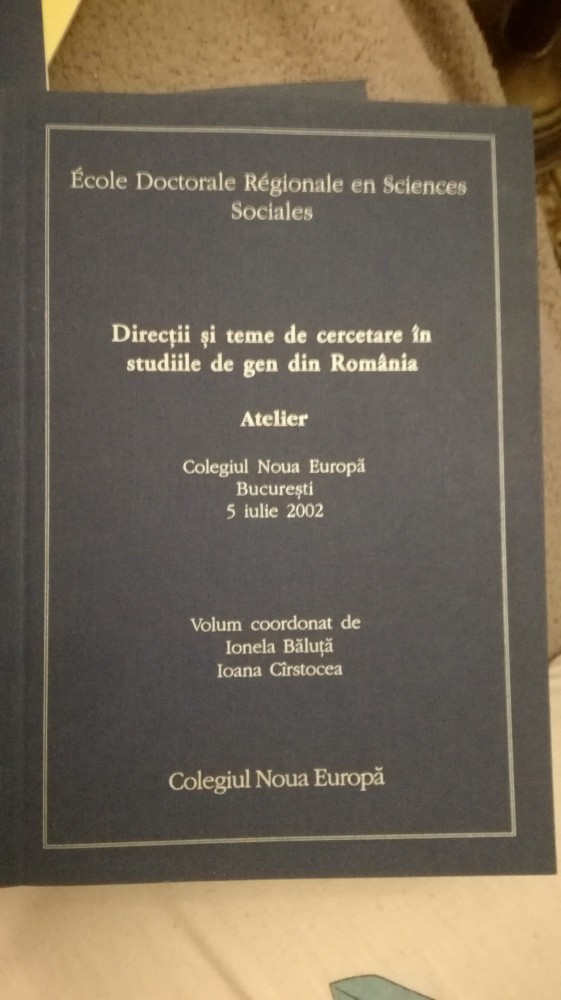 École Doctorale Régionale en Sciences
Sociales
Direcții și teme de cercetare în
studiile de gen din România
Atelier
Colegiul Noua Europă
București
5 iulie 2002
Volum coordonat de
Ionela Băluță
Ioana Cîrstocea
Colegiul Noua Europă